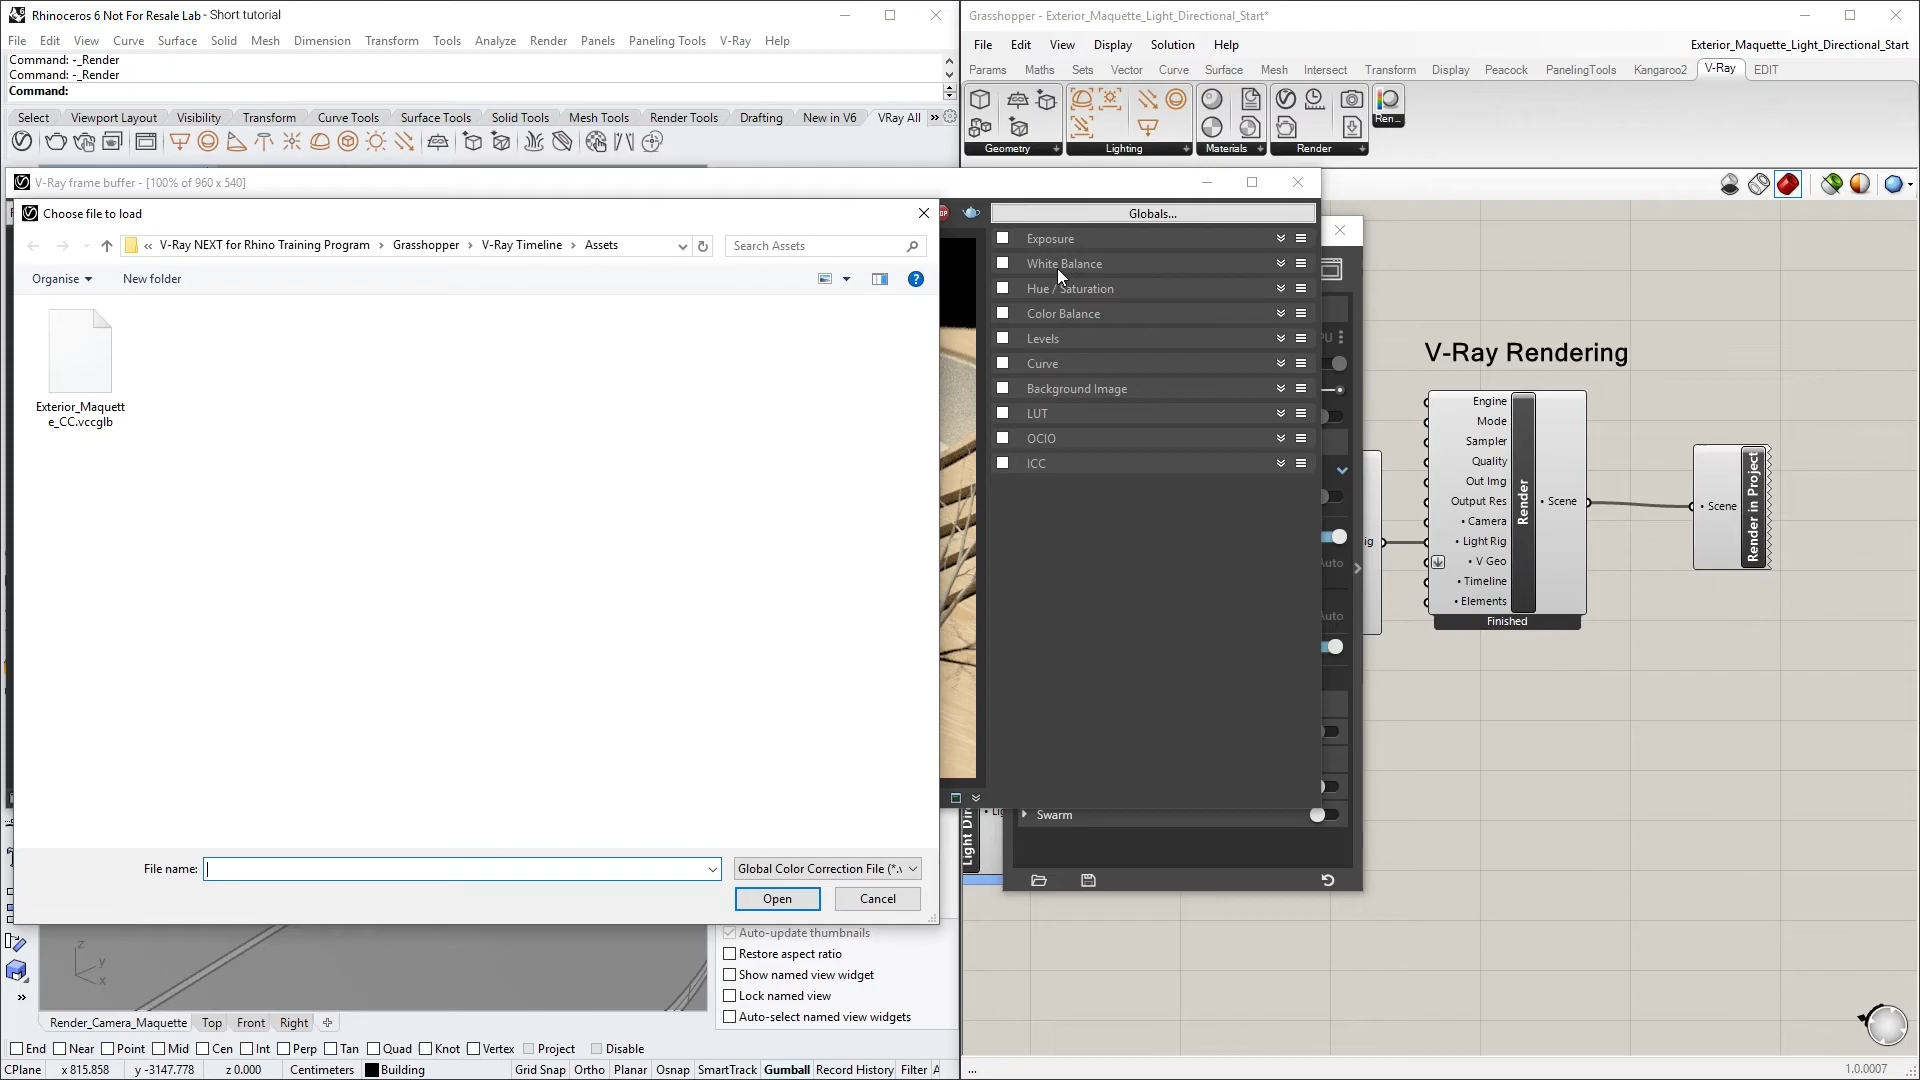 Rhinoceros 6 Not For Resale Lab - Short tutorial
File Edit View Curve Surface Solid Mesh Dimension Transform Tools Analyze Render Panels Paneling Tools V-Ray Help
Command: -_Render
Command: -_Render
Command:
Select Viewport Layout Visibility Transform Curve Tools Surface Tools Solid Tools Mesh Tools Render Tools Drafting New in V6 VRay All
V-Ray frame buffer - [100% of 960 x 540]
Choose file to load
« V-Ray NEXT for Rhino Training Program > Grasshopper > V-Ray Timeline > Assets
Search Assets
Organise New folder
Exterior_Maquett
e_CC.vccglb
File name:
Global Color Correction File (*.v
Open Cancel
Globals...
Exposure
White Balance
Hue / Saturation
Color Balance
Levels
Curve
Background Image
LUT
OCIO
ICC
Auto
Auto
Swarm
Light Dir
Auto-update thumbnails
Restore aspect ratio
Show named view widget
Lock named view
Auto-select named view widgets
z
y
x
Render_Camera_Maquette Top Front Right
End Near Point Mid Cen Int Perp Tan Quad Knot Vertex Project Disable
CPlane x 815.858 y -3147.778 z 0.000 Centimeters Building Grid Snap Ortho Planar Osnap SmartTrack Gumball Record History Filter A
Grasshopper - Exterior_Maquette_Light_Directional_Start*
File Edit View Display Solution Help
Exterior_Maquette_Light_Directional_Start
Params Maths Sets Vector Curve Surface Mesh Intersect Transform Display Peacock PanelingTools Kangaroo2 V-Ray EDIT
Geometry Lighting Materials Render
Ren...
V-Ray Rendering
Engine
Mode
Sampler
Quality
Out Img
Output Res
• Camera
• Light Rig
• V Geo
• Timeline
• Elements
Render
• Scene
Finished
• Scene
Render in Project
...
1.0.0007